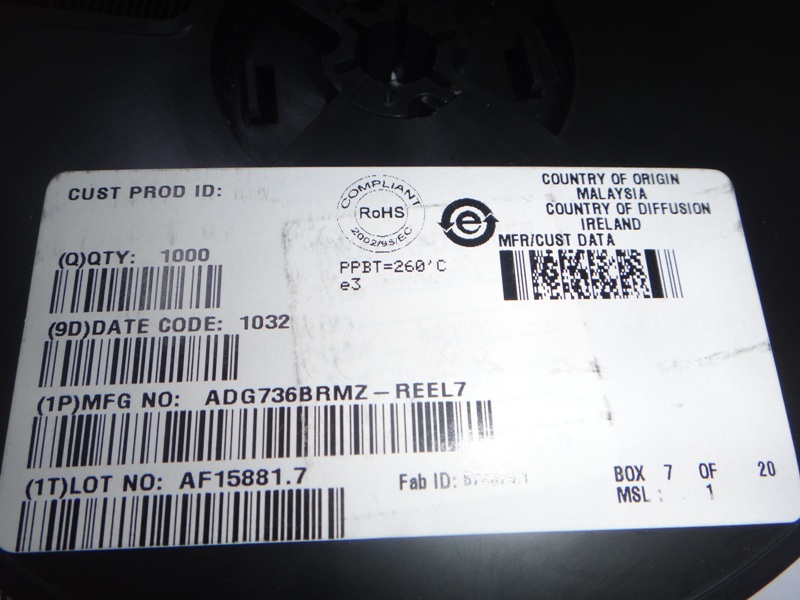 CUST PROD ID:
COMPLIANT
RoHS
2002/95/EC
e
COUNTRY OF ORIGIN
MALAYSIA
COUNTRY OF DIFFUSION
IRELAND
MFR/CUST DATA
(Q)QTY: 1000
PPBT=260'C
e3
(9D)DATE CODE: 1032
(1P)MFG NO: ADG736BRMZ-REEL7
(1T)LOT NO: AF15881.7
Fab ID:
BOX 7 OF 20
MSL: 1